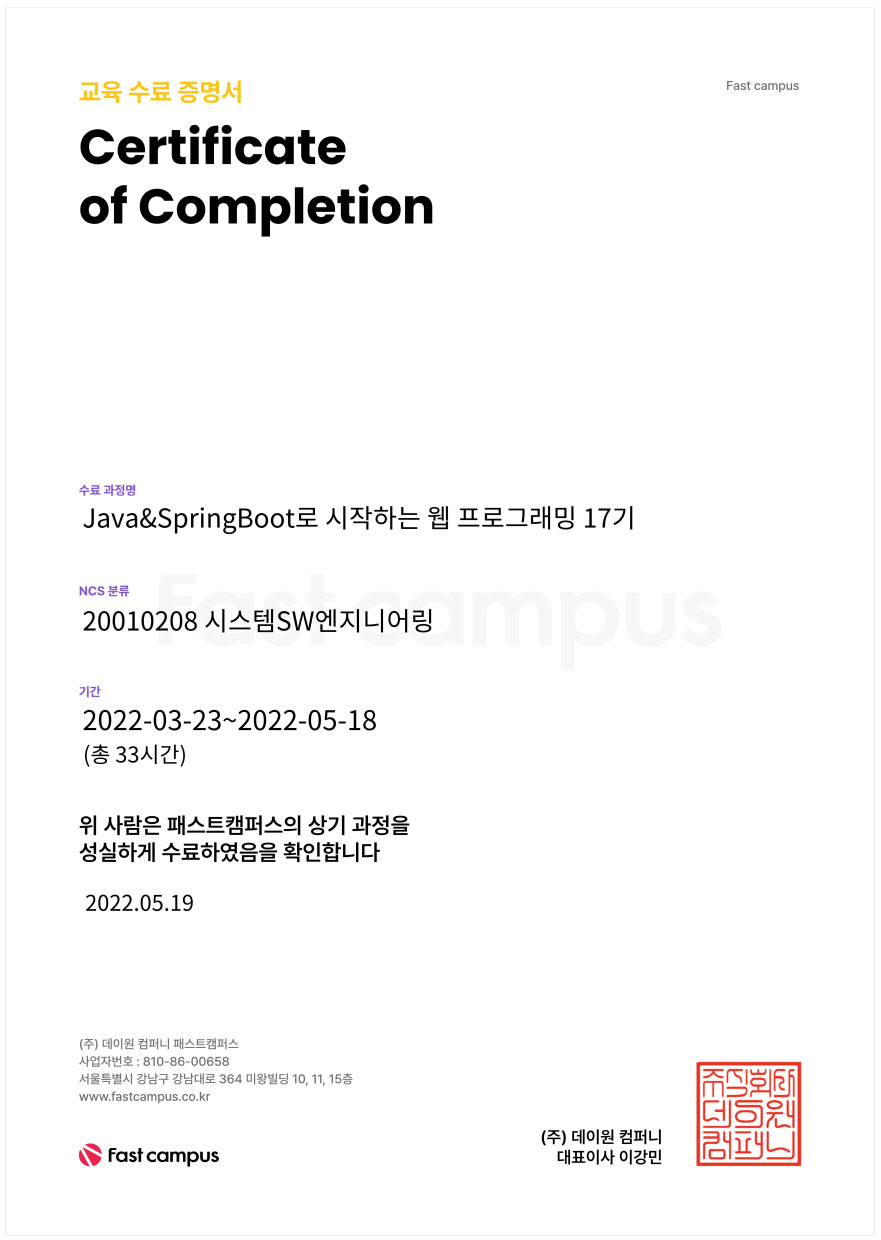 교육 수료 증명서
Fast campus
Certificate
of Completion
수료 과정명
Java&SpringBoot로 시작하는 웹 프로그래밍 17기
fast campus
NCS 분류
20010208 시스템SW엔지니어링
기간
2022-03-23~2022-05-18
(총 33시간)
위 사람은 패스트캠퍼스의 상기 과정을
성실하게 수료하였음을 확인합니다
2022.05.19
(주) 데이원 컴퍼니 패스트캠퍼스
사업자번호 : 810-86-00658
서울특별시 강남구 강남대로 364 미왕빌딩 10, 11, 15층
www.fastcampus.co.kr
fast campus
(주) 데이원 컴퍼니
대표이사 이강민
주식회사
데이원
컴퍼니